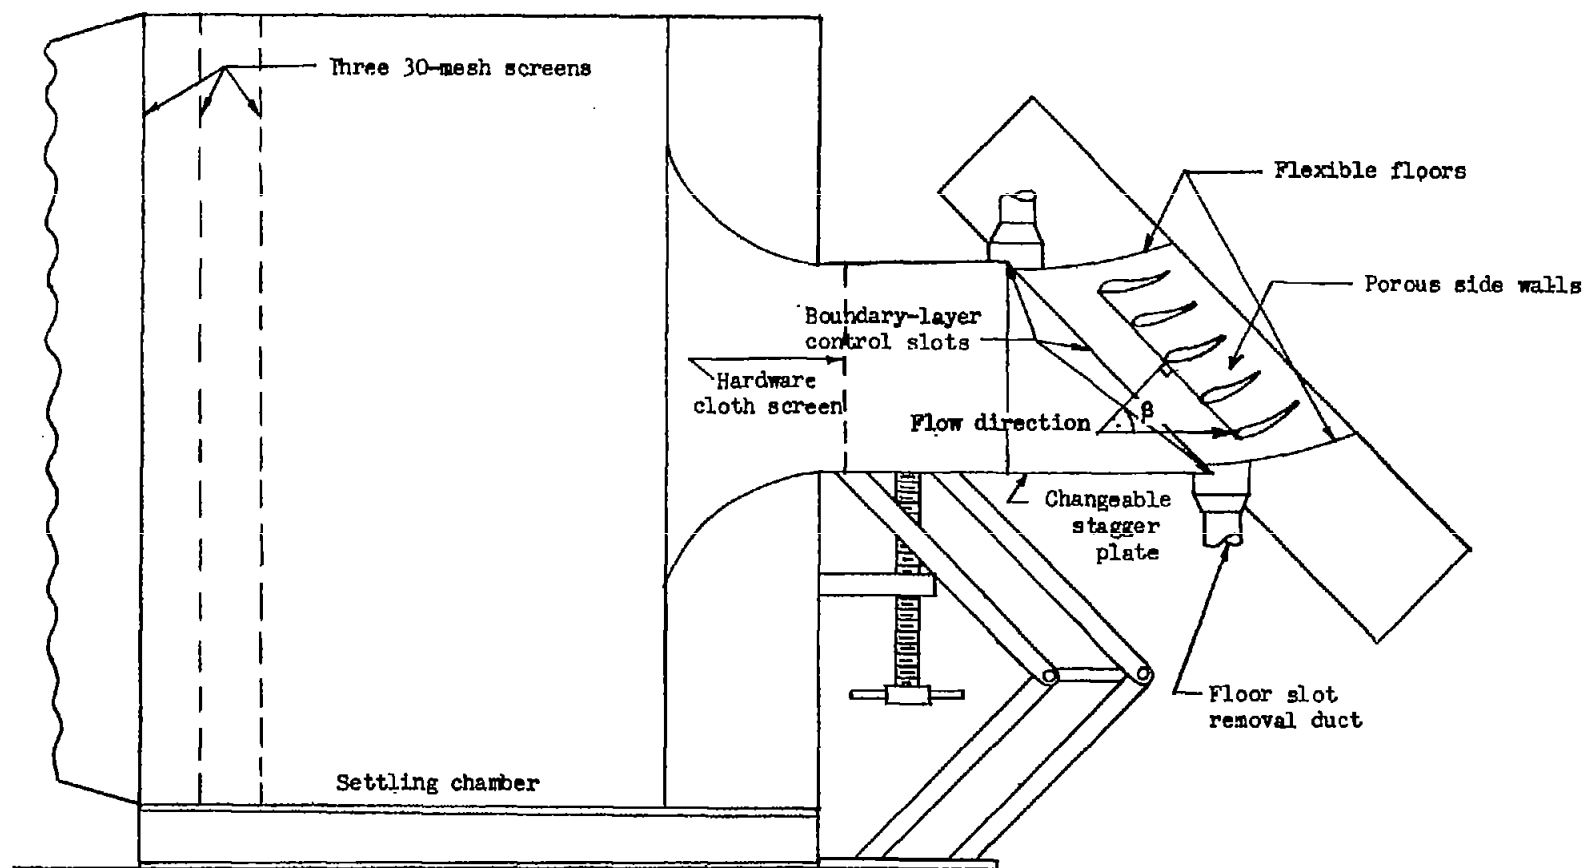 Three 30-mesh screens
Flexible floors
Porous side walls
Boundary-layer
control slots
Hardware
cloth screen
β
Flow direction
Changeable
stagger
plate
Floor slot
removal duct
Settling chamber